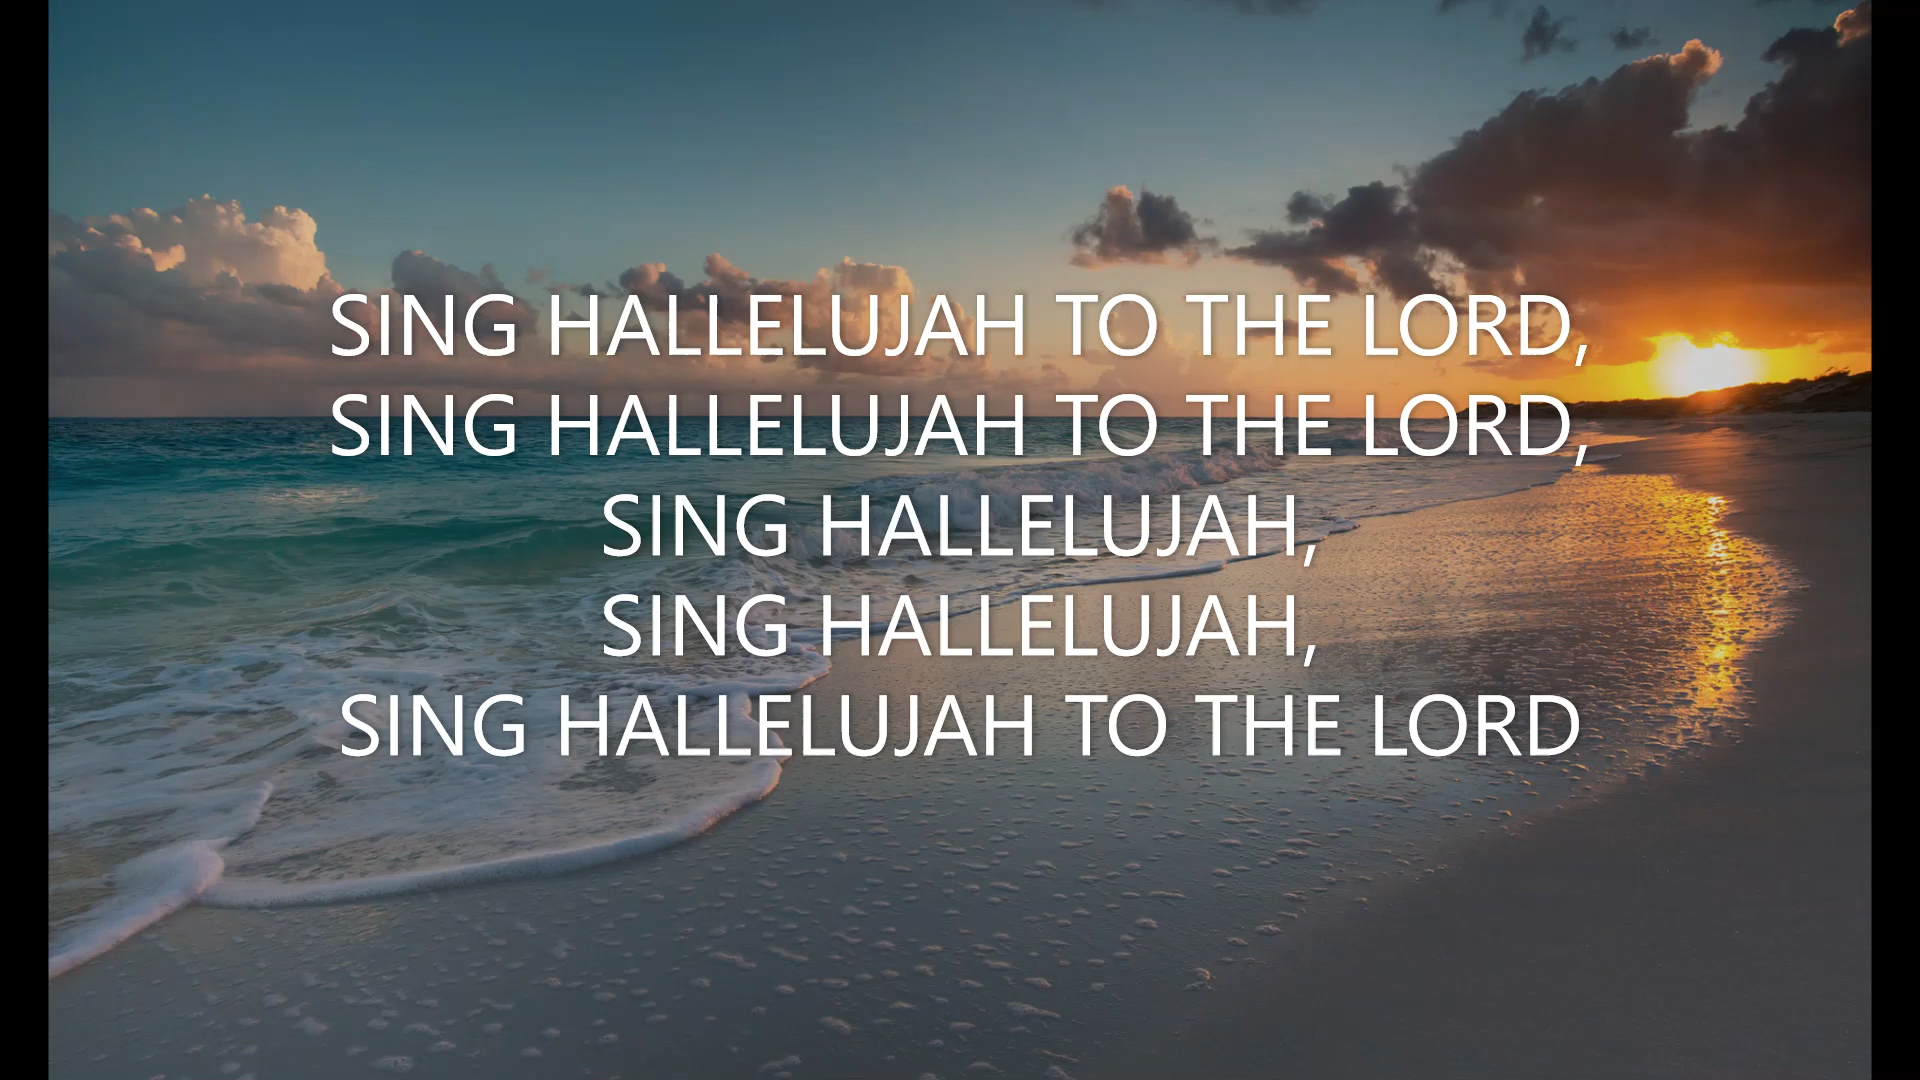 SING HALLELUJAH TO THE LORD,
SING HALLELUJAH TO THE LORD,
SING HALLELUJAH,
SING HALLELUJAH,
SING HALLELUJAH TO THE LORD